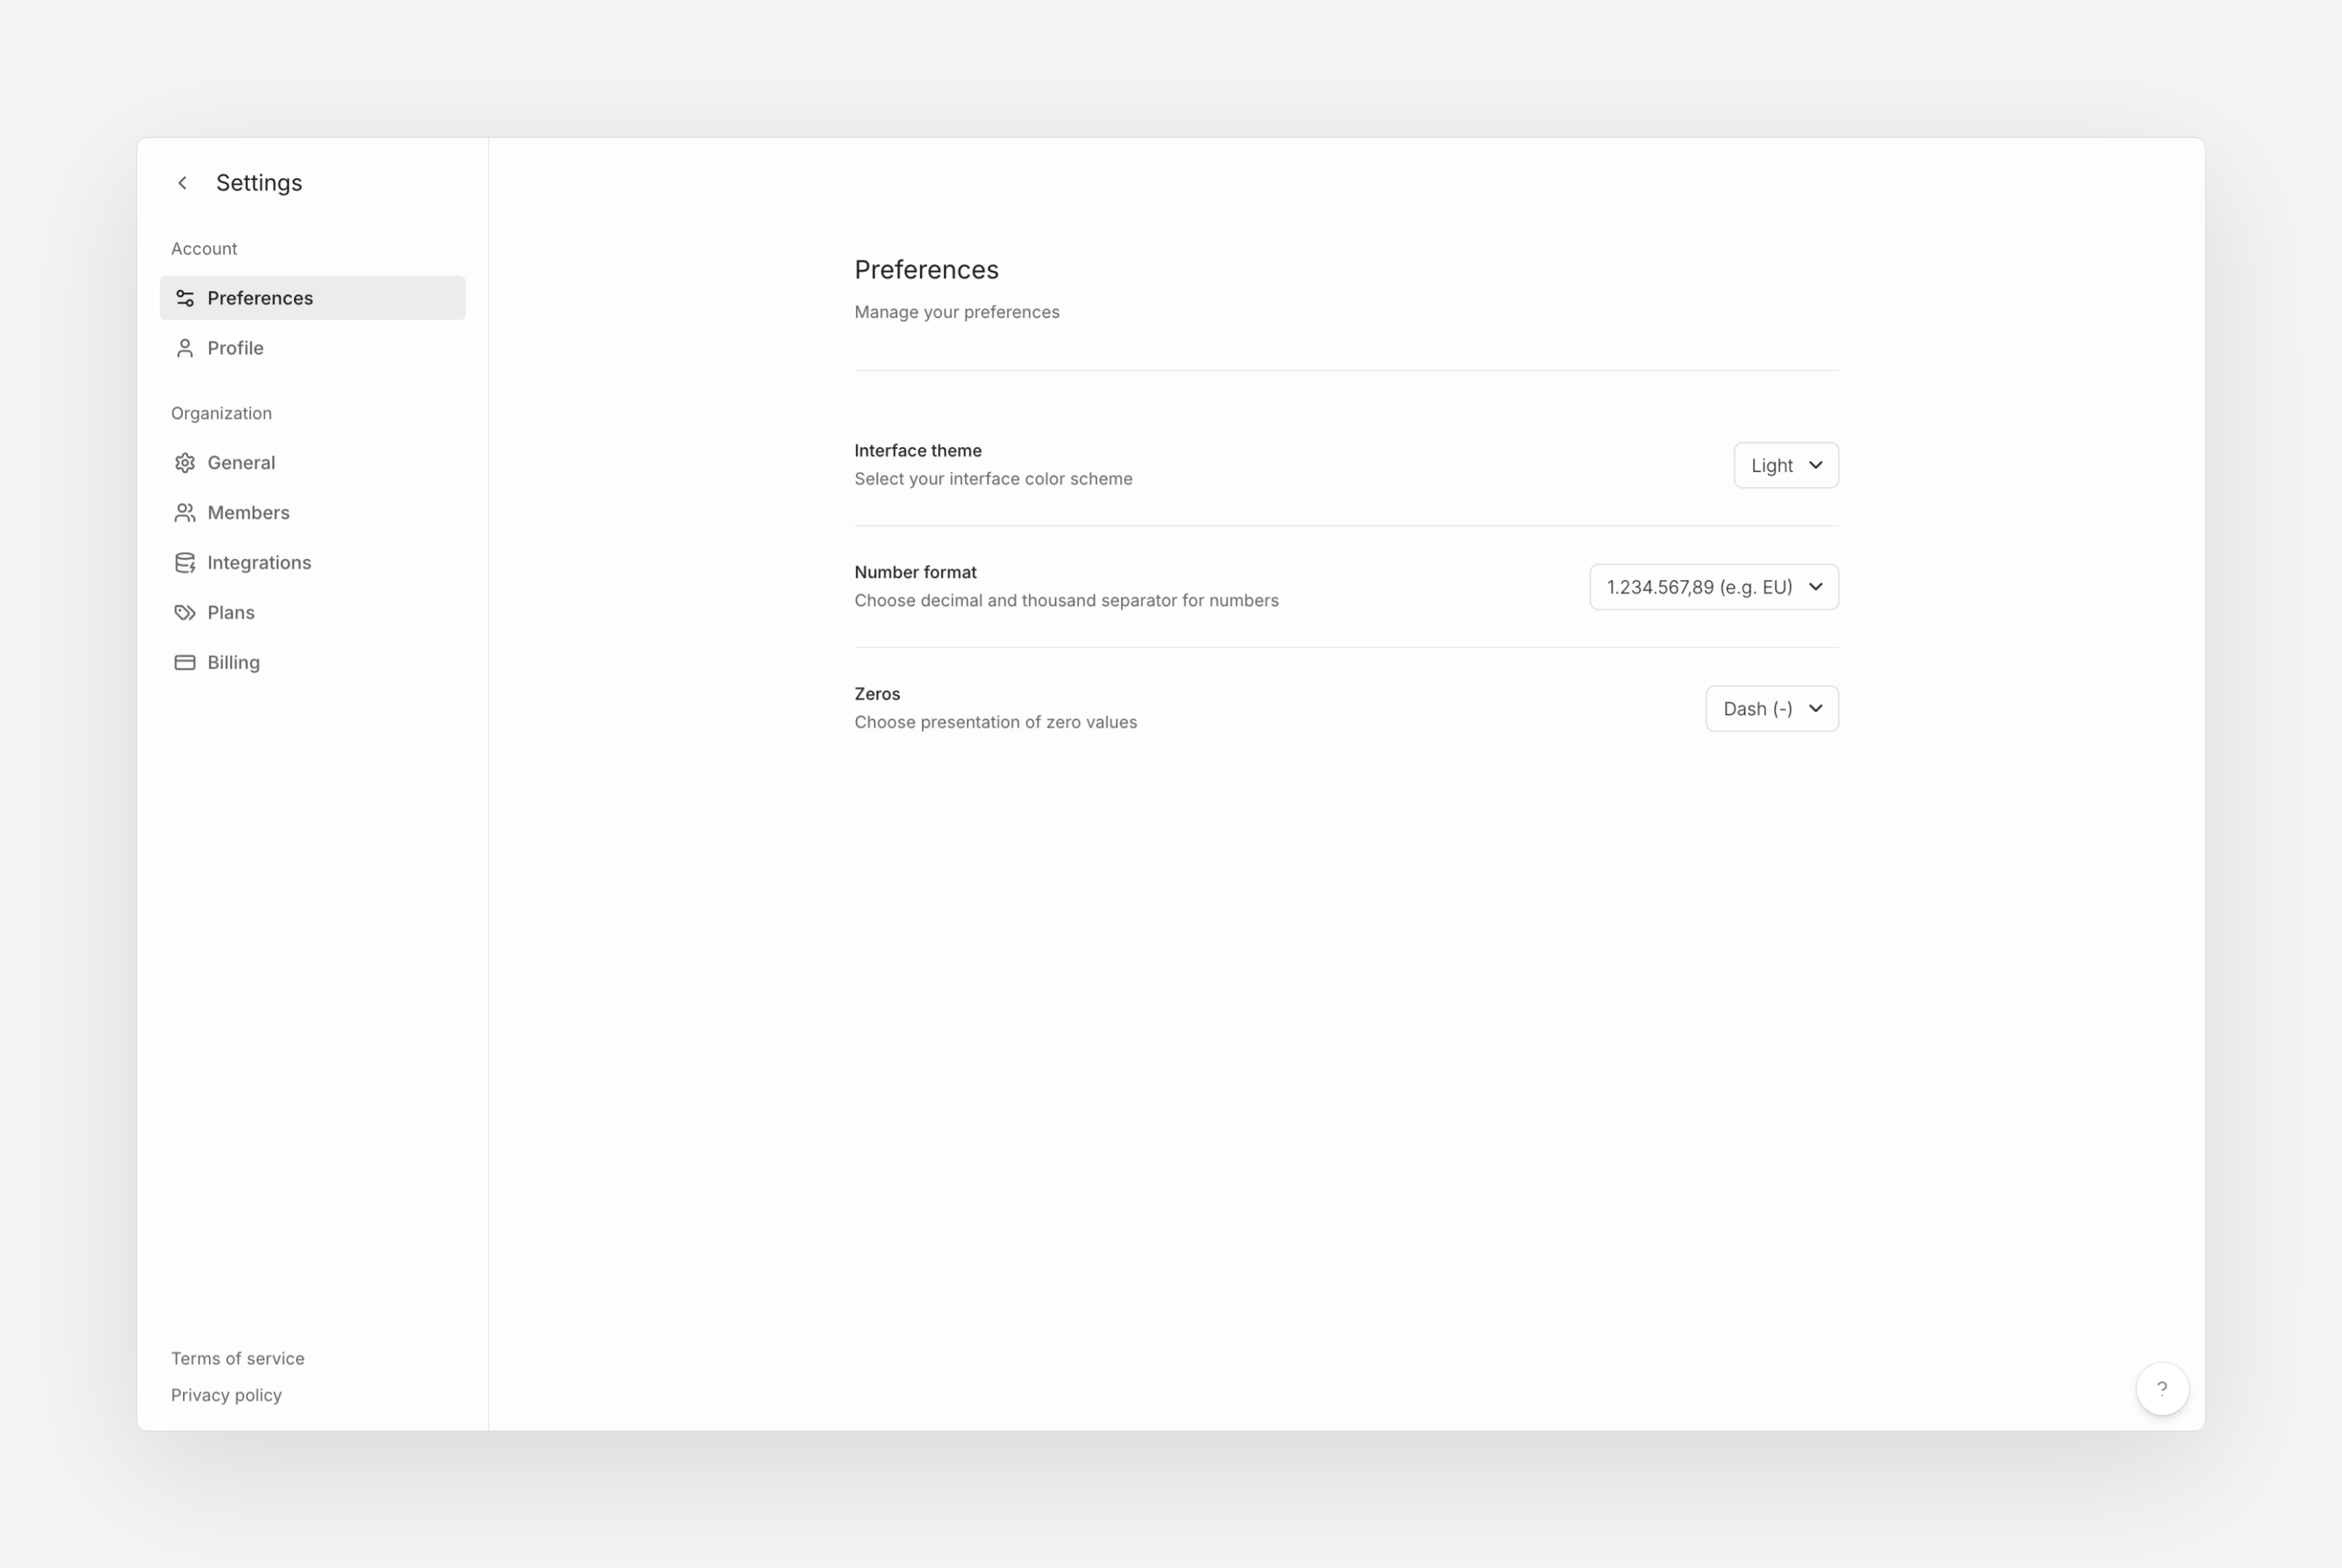 Settings
Account
Preferences
Profile
Organization
General
Members
Integrations
Plans
Billing
Terms of service
Privacy policy
Preferences
Manage your preferences
Interface theme
Select your interface color scheme
Light
Number format
Choose decimal and thousand separator for numbers
1.234.567,89 (e.g. EU)
Zeros
Choose presentation of zero values
Dash (-)
?